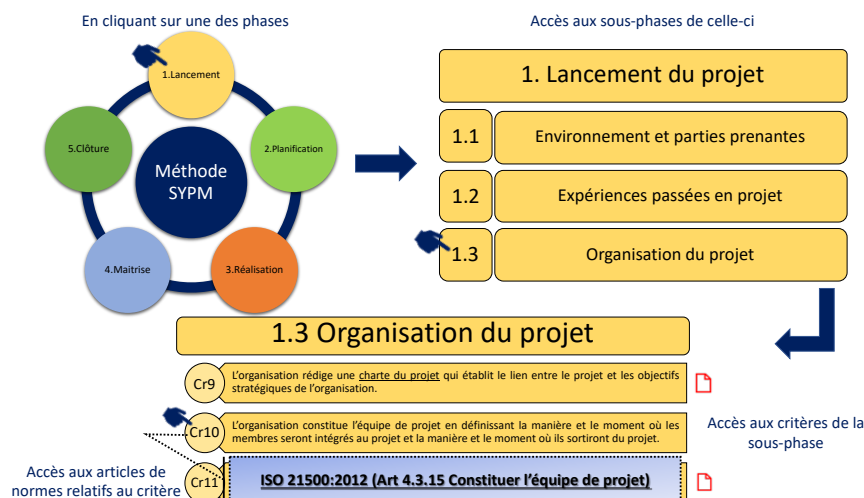 En cliquant sur une des phases
Accès aux sous-phases de celle-ci
1.Lancement
2.Planification
3.Réalisation
4.Maitrise
5.Clôture
Méthode
SYPM
1. Lancement du projet
1.1
Environnement et parties prenantes
1.2
Expériences passées en projet
1.3
Organisation du projet
1.3 Organisation du projet
Cr9
L'organisation rédige une charte du projet qui établit le lien entre le projet et les objectifs
stratégiques de l'organisation.
Cr10
L'organisation constitue l'équipe de projet en définissant la manière et le moment où les
membres seront intégrés au projet et la manière et le moment où ils sortiront du projet.
Accès aux critères de la
sous-phase
Accès aux articles de
normes relatifs au critère
Cr11
ISO 21500:2012 (Art 4.3.15 Constituer l'équipe de projet)